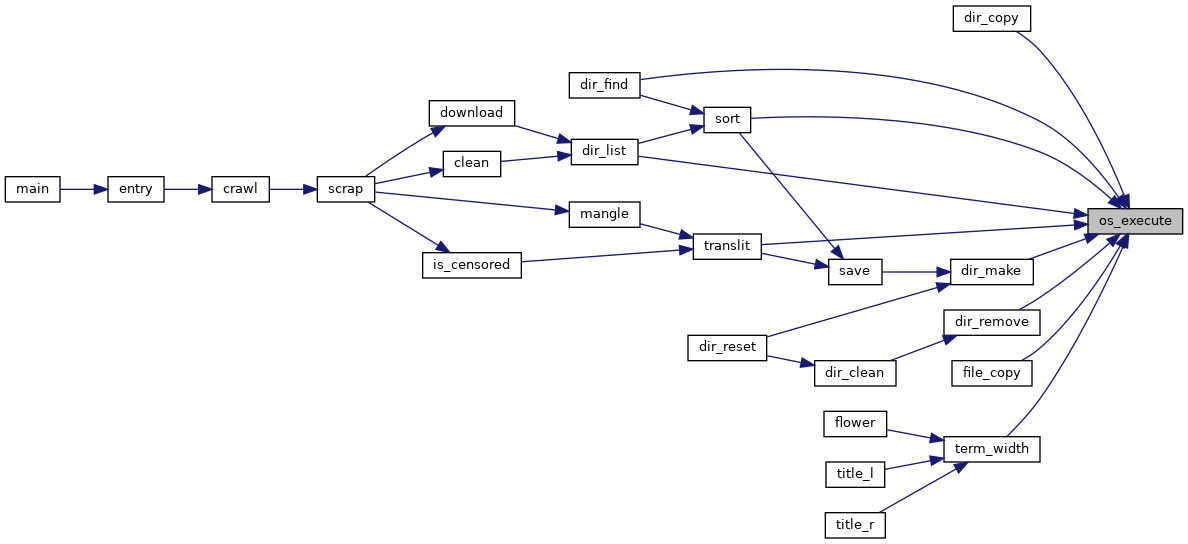 dir_copy
dir_find
download
sort
dir_list
clean
main
entry
crawl
scrap
mangle
os_execute
translit
is_censored
save
dir_make
dir_remove
dir_reset
dir_clean
file_copy
flower
term_width
title_l
title_r